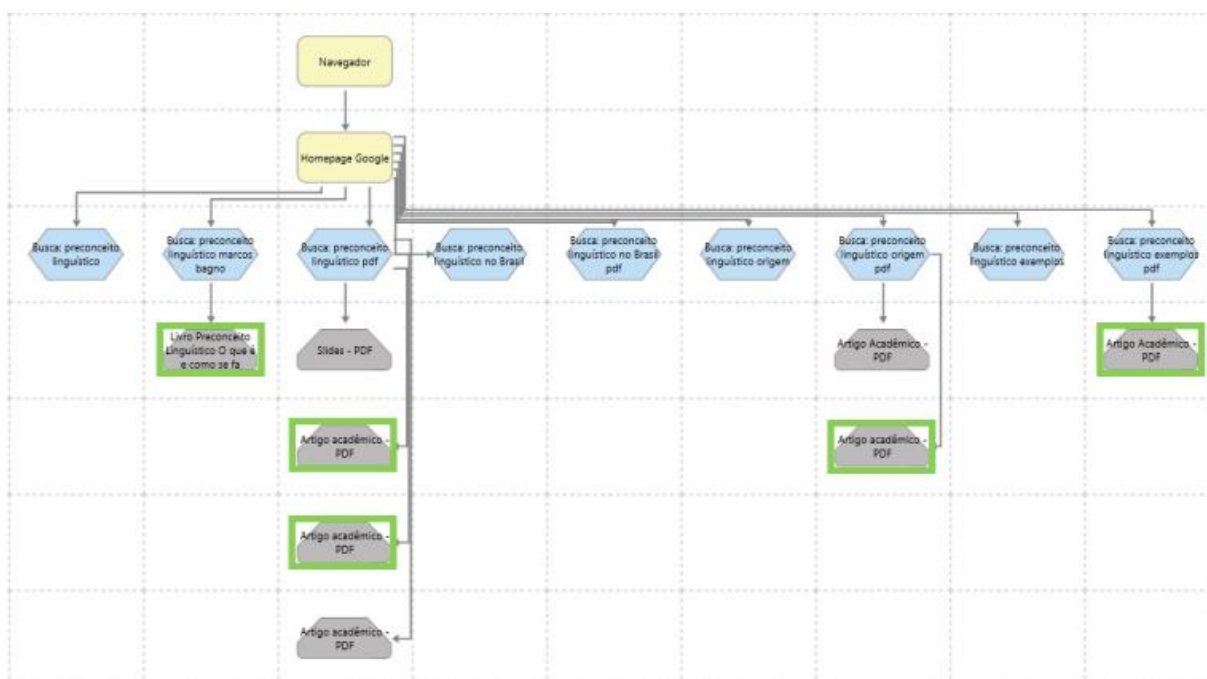 Navegador
Homepage Google
Busca: preconceito
linguístico
Busca: preconceito
linguístico marcos
bagno
Busca: preconceito
linguístico pdf
Busca: preconceito
linguístico no Brasil
Busca: preconceito
linguístico no Brasil
pdf
Busca: preconceito
linguístico origem
Busca: preconceito
linguístico origem
pdf
Busca: preconceito
linguístico exemplos
Busca: preconceito
linguístico exemplos
pdf
Livro Preconceito
Linguístico O que é
e como se fa
Slides - PDF
Artigo Acadêmico -
PDF
Artigo Acadêmico -
PDF
Artigo acadêmico -
PDF
Artigo acadêmico -
PDF
Artigo acadêmico -
PDF
Artigo acadêmico -
PDF